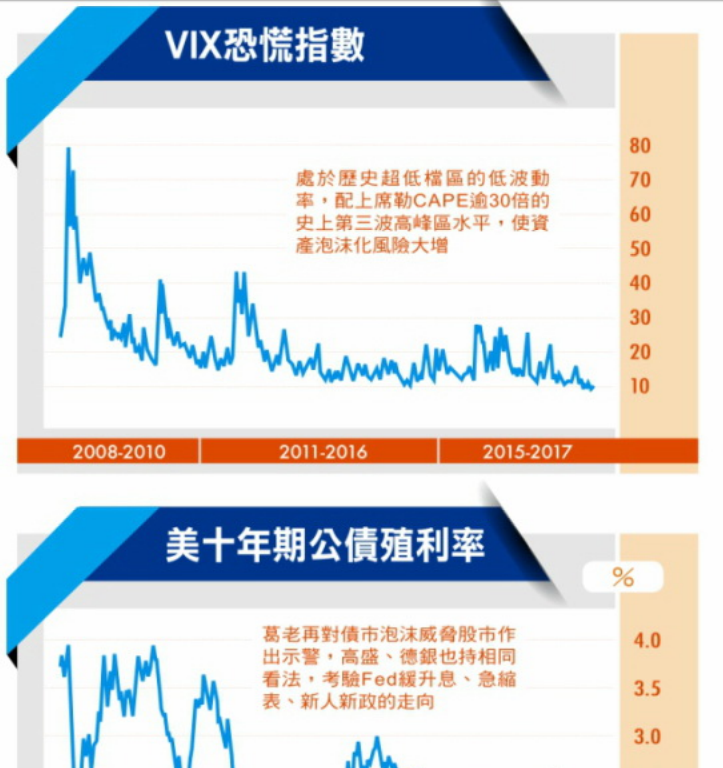 VIX恐慌指數
處於歷史超低檔區的低波動
率，配上席勒CAPE逾30倍的
史上第三波高峰區水平，使資
產泡沫化風險大增
80
70
60
50
40
30
20
10
2008-2010
2011-2016
2015-2017
美十年期公債殖利率
%
葛老再對債市泡沫威脅股市作
出示警，高盛、德銀也持相同
看法，考驗Fed緩升息、急縮
表、新人新政的走向
4.0
3.5
3.0